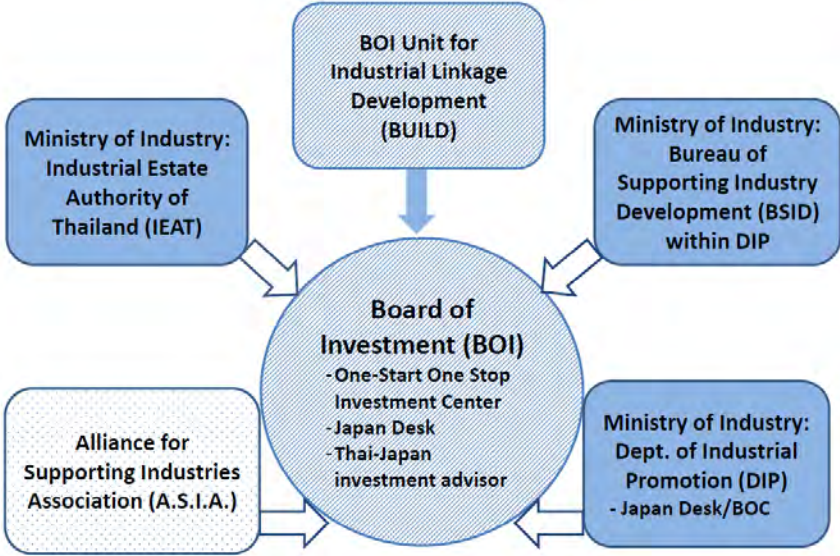 BOI Unit for
Industrial Linkage
Development
(BUILD)
Ministry of Industry:
Industrial Estate
Authority of
Thailand (IEAT)
Ministry of Industry:
Bureau of
Supporting Industry
Development (BSID)
within DIP
Board of
Investment (BOI)
-One-Start One Stop
Investment Center
-Japan Desk
-Thai-Japan
investment advisor
Alliance for
Supporting Industries
Association (A.S.I.A.)
Ministry of Industry:
Dept. of Industrial
Promotion (DIP)
- Japan Desk/BOC